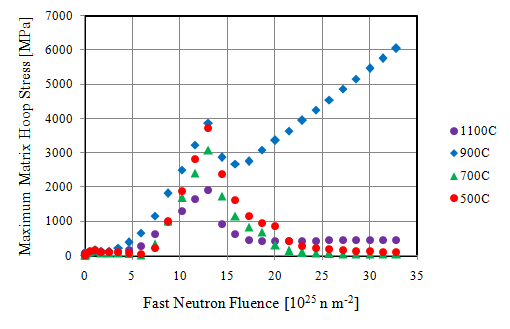 Maximum Matrix Hoop Stress [MPa]
7000
6000
5000
4000
3000
2000
1000
0
0 5 10 15 20 25 30 35
Fast Neutron Fluence [10²⁵ n m⁻²]
1100C
900C
700C
500C